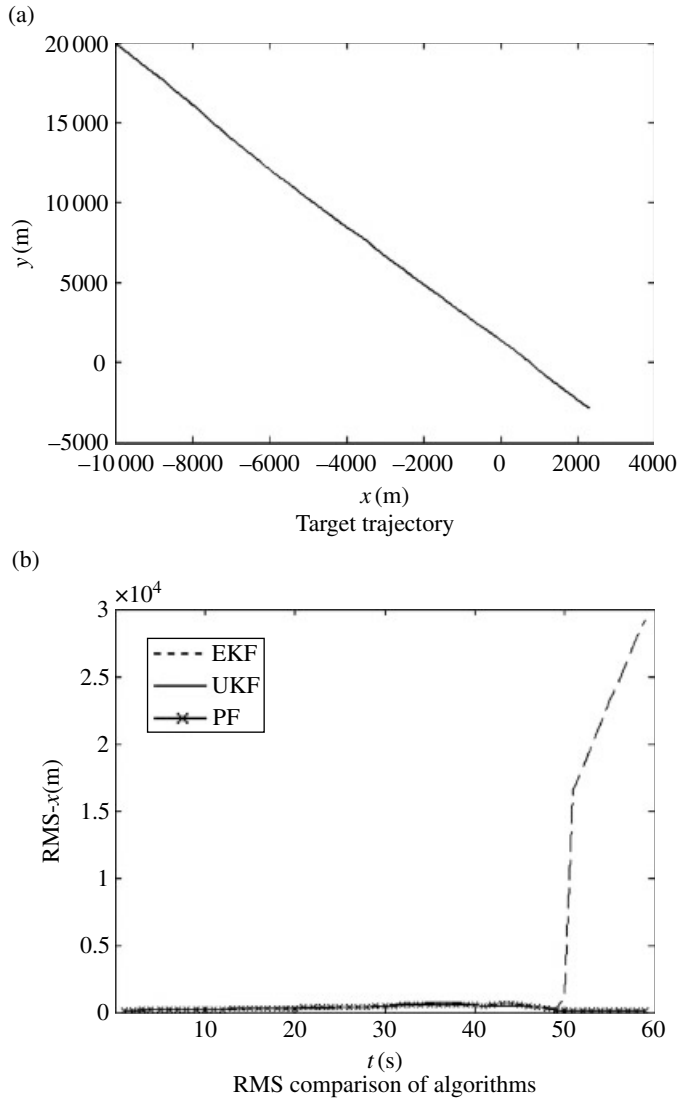 (a)
20 000
15 000
10 000
5000
0
−5000
y (m)
−10 000 −8000 −6000 −4000 −2000 0 2000 4000
x (m)
Target trajectory
(b)
×10⁴
3
2.5
2
1.5
1
0.5
0
RMS-x(m)
EKF
UKF
PF
10 20 30 40 50 60
t (s)
RMS comparison of algorithms